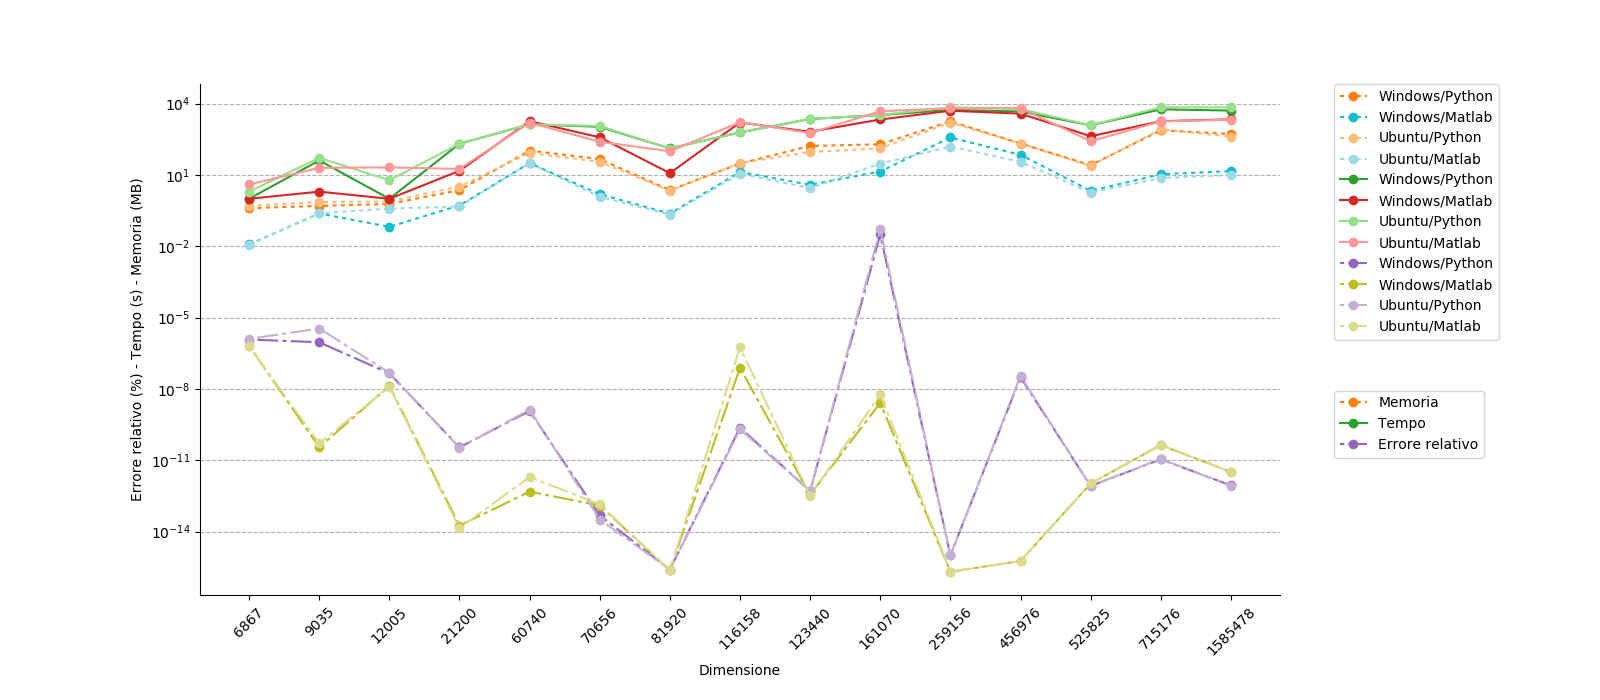 Errore relativo (%) - Tempo (s) - Memoria (MB)
10^4
10^1
10^-2
10^-5
10^-8
10^-11
10^-14
6867
9035
12005
21200
60740
70656
81920
116158
123440
161070
259156
456976
525825
715176
1585478
Dimensione
Windows/Python
Windows/Matlab
Ubuntu/Python
Ubuntu/Matlab
Windows/Python
Windows/Matlab
Ubuntu/Python
Ubuntu/Matlab
Windows/Python
Windows/Matlab
Ubuntu/Python
Ubuntu/Matlab
Memoria
Tempo
Errore relativo